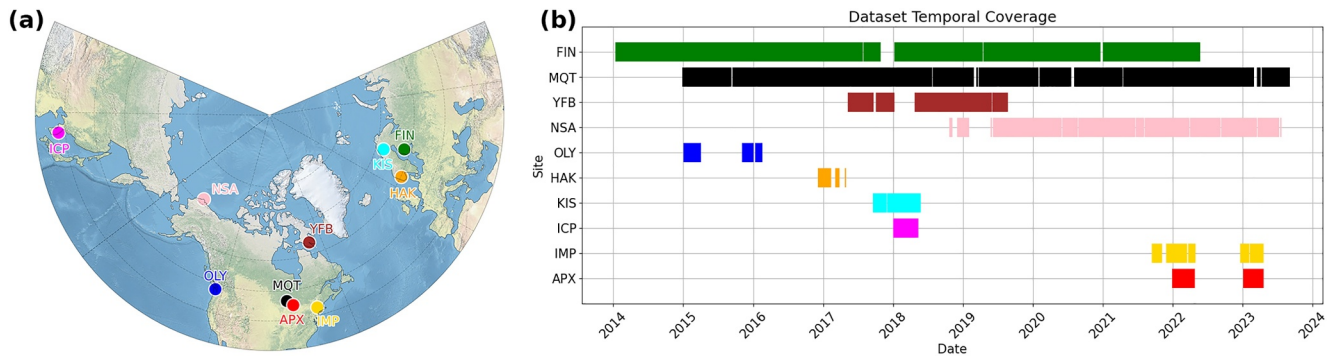 (a)
ICP
NSA
KIS
FIN
HAK
YFB
OLY
MQT
APX
IMP
(b)
Dataset Temporal Coverage
Site
FIN
MQT
YFB
NSA
OLY
HAK
KIS
ICP
IMP
APX
2014 2015 2016 2017 2018 2019 2020 2021 2022 2023 2024
Date